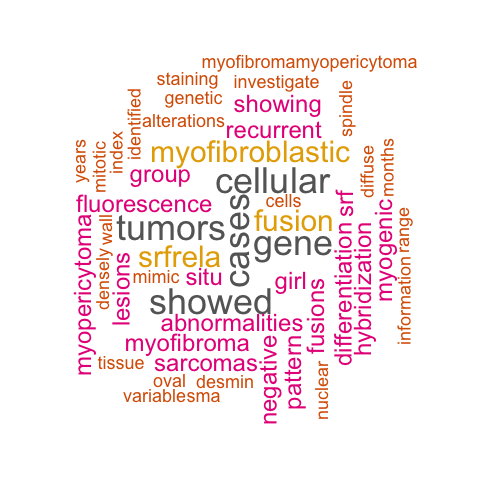 myofibromamyopericytoma
staining investigate
genetic showing
identified
spindle
alterations recurrent
years
mitotic
index
myofibroblastic
diffuse
months
group cellular
fluorescence cells
srf
tumors cases fusion
wall
gene
myogenic
range
srfrela
myopericytoma
densely
lesions
mimic situ girl
differentiation
hybridization
information
showed
fusions
abnormalities
myofibroma
negative
pattern
tissue sarcomas
nuclear
oval desmin
variablesma